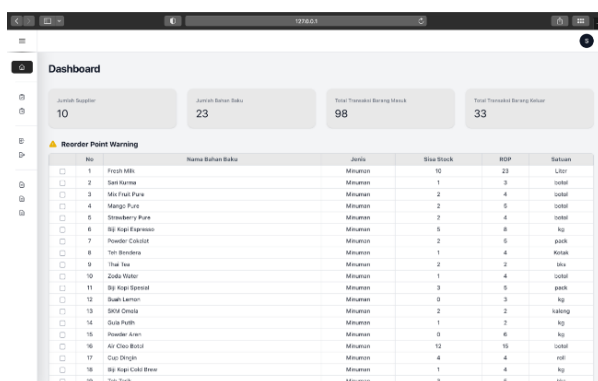 127.0.0.1
S
Dashboard
Jumlah Supplier
10
Jumlah Bahan Baku
23
Total Transaksi Barang Masuk
98
Total Transaksi Barang Keluar
33
Reorder Point Warning
No Nama Bahan Baku Jenis Sisa Stock ROP Satuan
1 Fresh Milk Minuman 10 23 Liter
2 Sari Kurma Minuman 1 3 botol
3 Mix Fruit Pure Minuman 2 4 botol
4 Mango Pure Minuman 2 5 botol
5 Strawberry Pure Minuman 2 4 botol
6 Biji Kopi Espresso Minuman 5 8 kg
7 Powder Cokelat Minuman 2 5 pack
8 Teh Bendera Minuman 1 4 Kotak
9 Thai Tea Minuman 2 2 bks
10 Zoda Water Minuman 1 4 botol
11 Biji Kopi Spesial Minuman 3 5 pack
12 Buah Lemon Minuman 0 3 kg
13 SKM Omela Minuman 2 2 kaleng
14 Gula Putih Minuman 1 2 kg
15 Powder Aren Minuman 0 6 kg
16 Air Cleo Botol Minuman 12 15 botol
17 Cup Dingin Minuman 4 4 roll
18 Biji Kopi Cold Brew Minuman 1 4 kg
19 Minuman